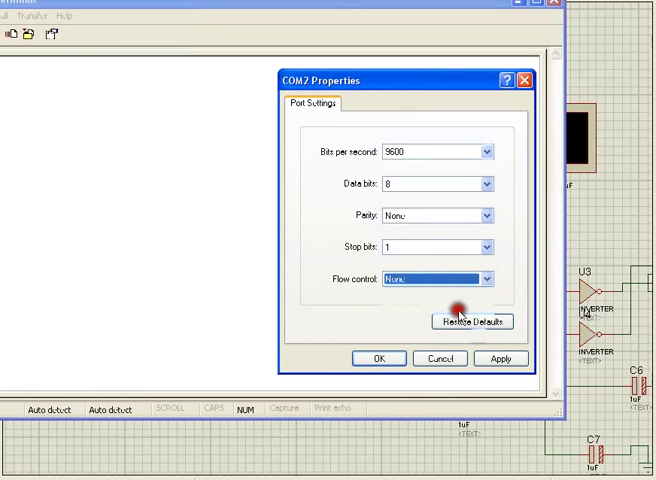 Transfer Help
COM2 Properties
Port Settings
Bits per second: 9600
Data bits: 8
Parity: None
Stop bits: 1
Flow control: None
Restore Defaults
OK Cancel Apply
Auto detect Auto detect SCROLL CAPS NUM Capture Print echo
uF
U3
INVERTER
<TEXT>
U4
INVERTER
<TEXT>
C6
1uF
<TEXT>
1uF
<TEXT>
C7
1uF
<TEXT>